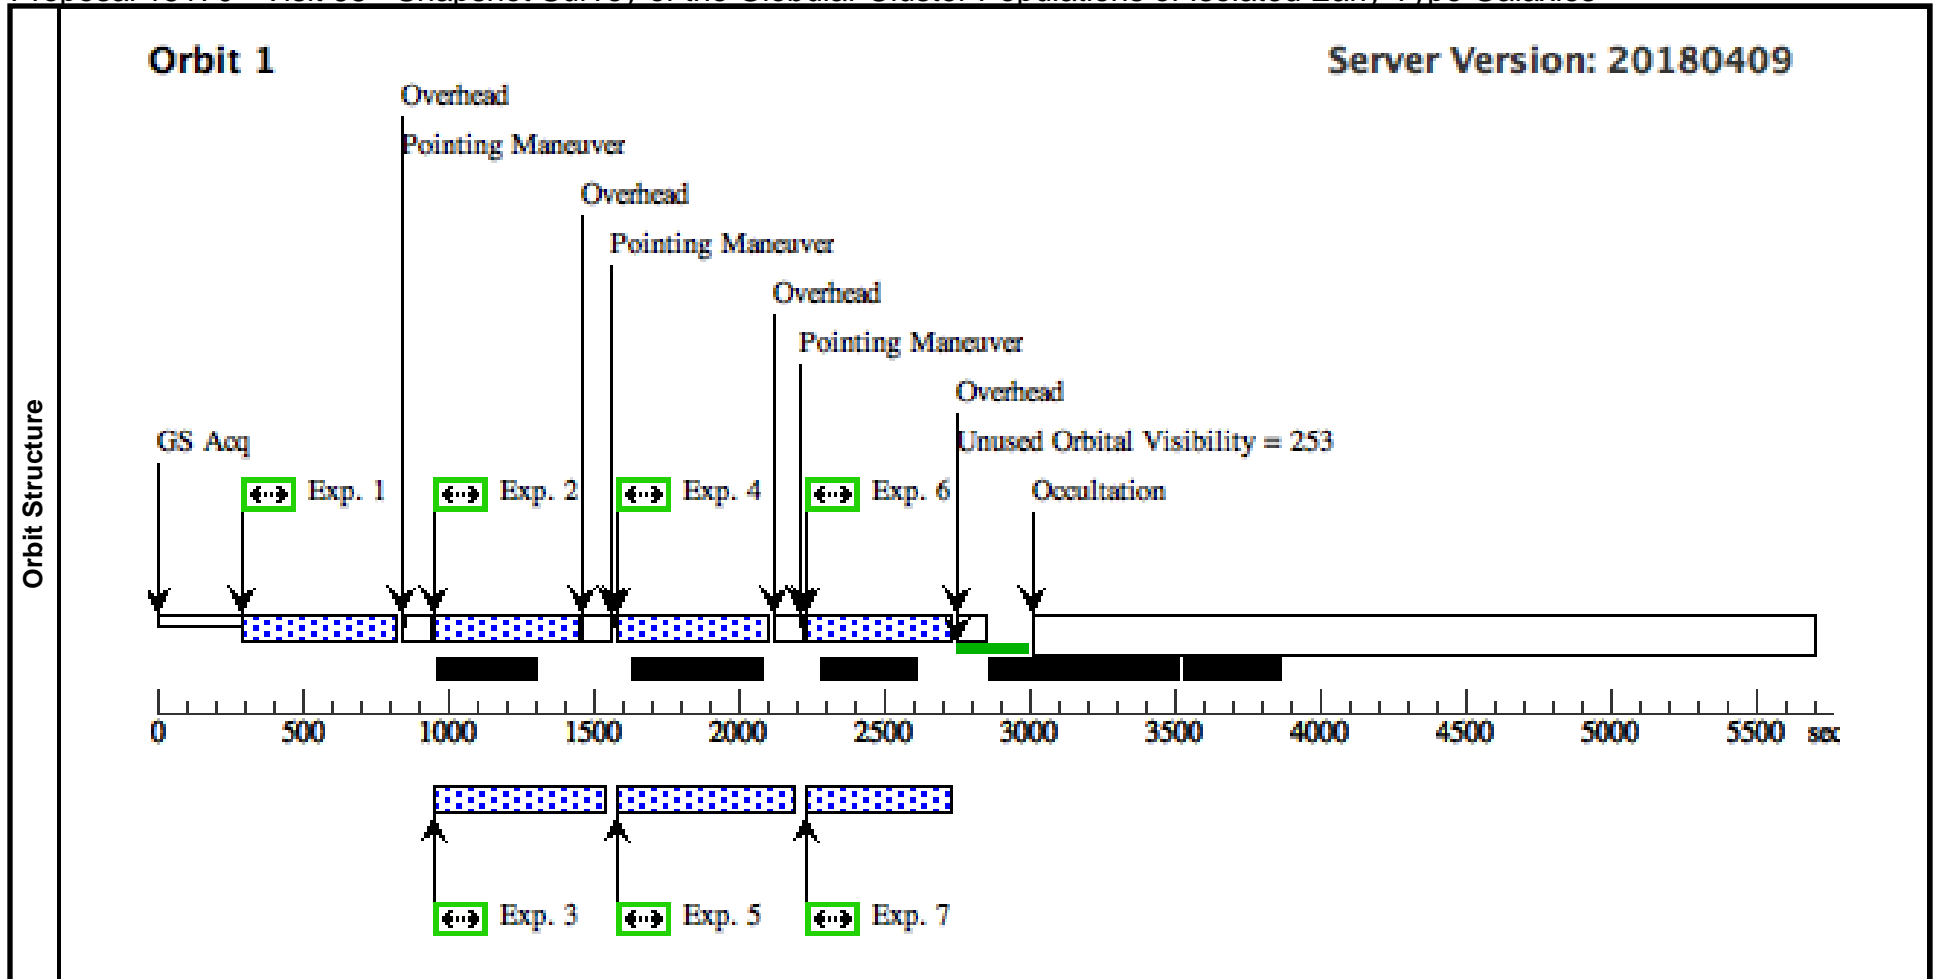 Orbit 1
Server Version: 20180409
Overhead
Pointing Maneuver
Overhead
Pointing Maneuver
Overhead
Pointing Maneuver
Overhead
GS Acq
Unused Orbital Visibility = 253
Exp. 1
Exp. 2
Exp. 4
Exp. 6
Occultation
Orbit Structure
0 500 1000 1500 2000 2500 3000 3500 4000 4500 5000 5500 sec
Exp. 3
Exp. 5
Exp. 7